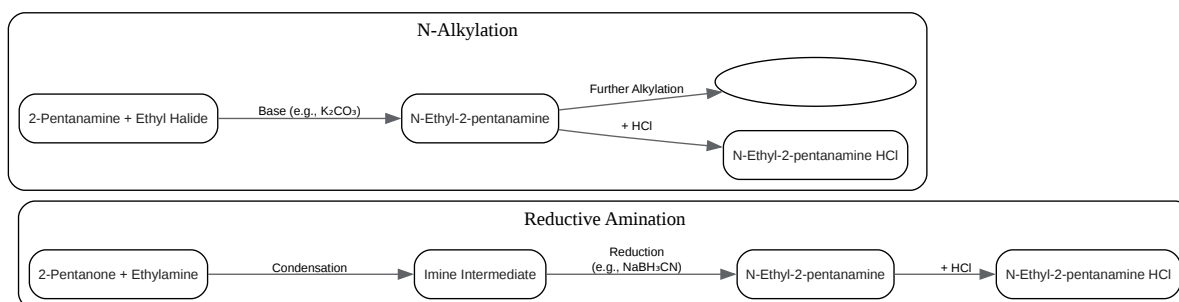 N-Alkylation
2-Pentanamine + Ethyl Halide
Base (e.g., K₂CO₃)
N-Ethyl-2-pentanamine
Further Alkylation
+ HCl
N-Ethyl-2-pentanamine HCl
Reductive Amination
2-Pentanone + Ethylamine
Condensation
Imine Intermediate
Reduction
(e.g., NaBH₃CN)
N-Ethyl-2-pentanamine
+ HCl
N-Ethyl-2-pentanamine HCl